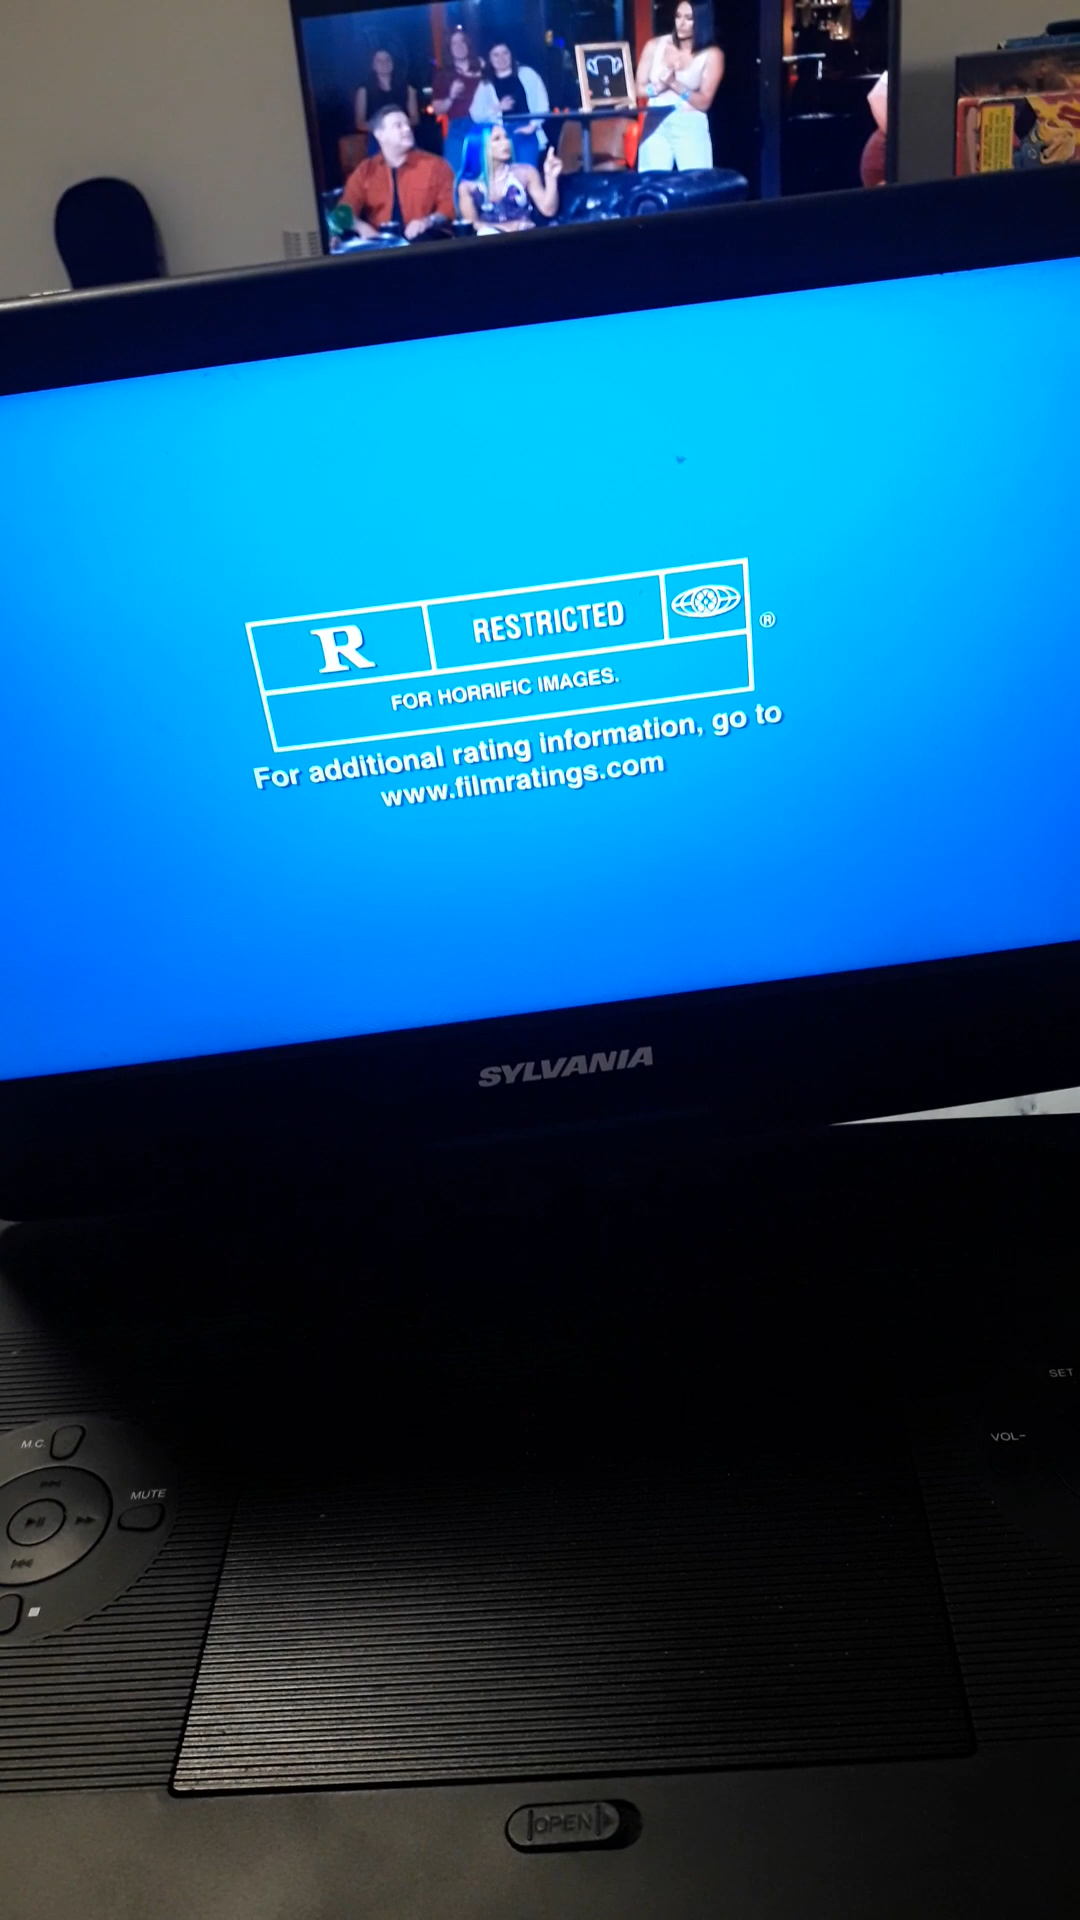 R
RESTRICTED
®
FOR HORRIFIC IMAGES.
For additional rating information, go to
www.filmratings.com
SYLVANIA
SET
VOL-
M.C.
MUTE
OPEN